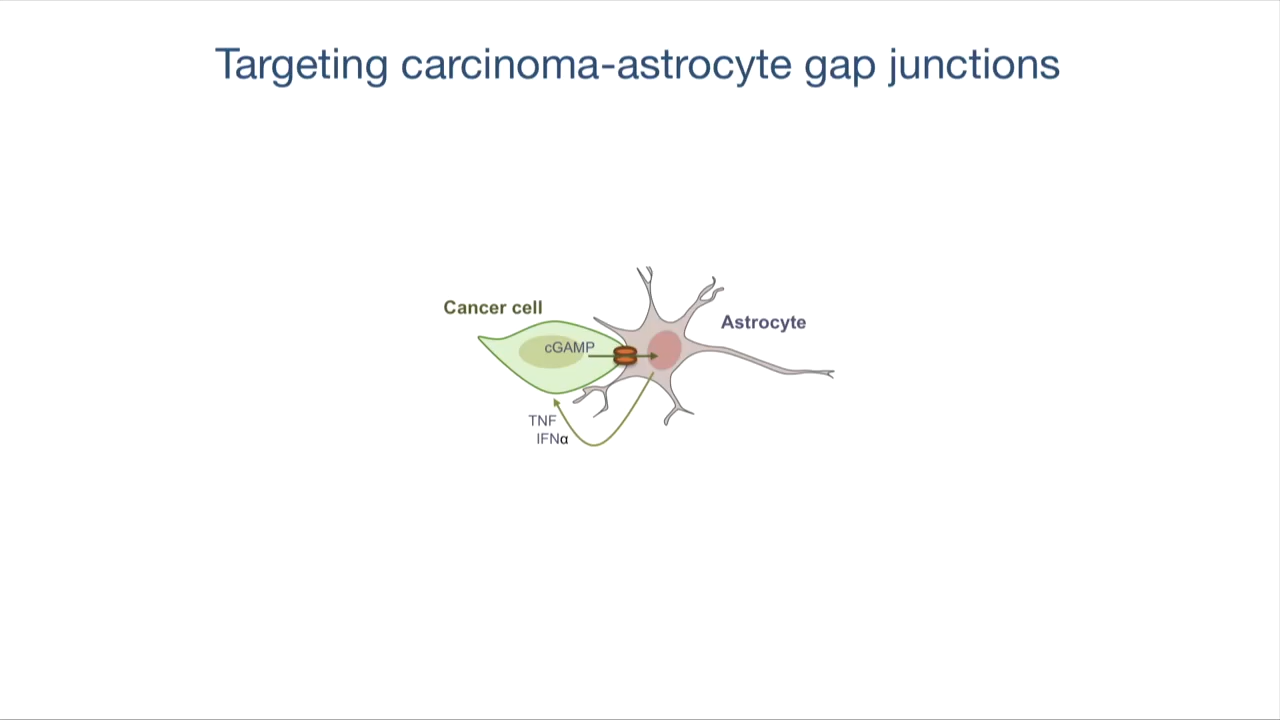 Targeting carcinoma-astrocyte gap junctions
Cancer cell
Astrocyte
cGAMP
TNF
IFNα